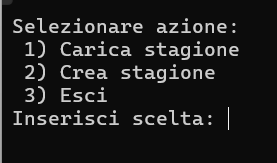 Selezionare azione:
1) Carica stagione
2) Crea stagione
3) Esci
Inserisci scelta: